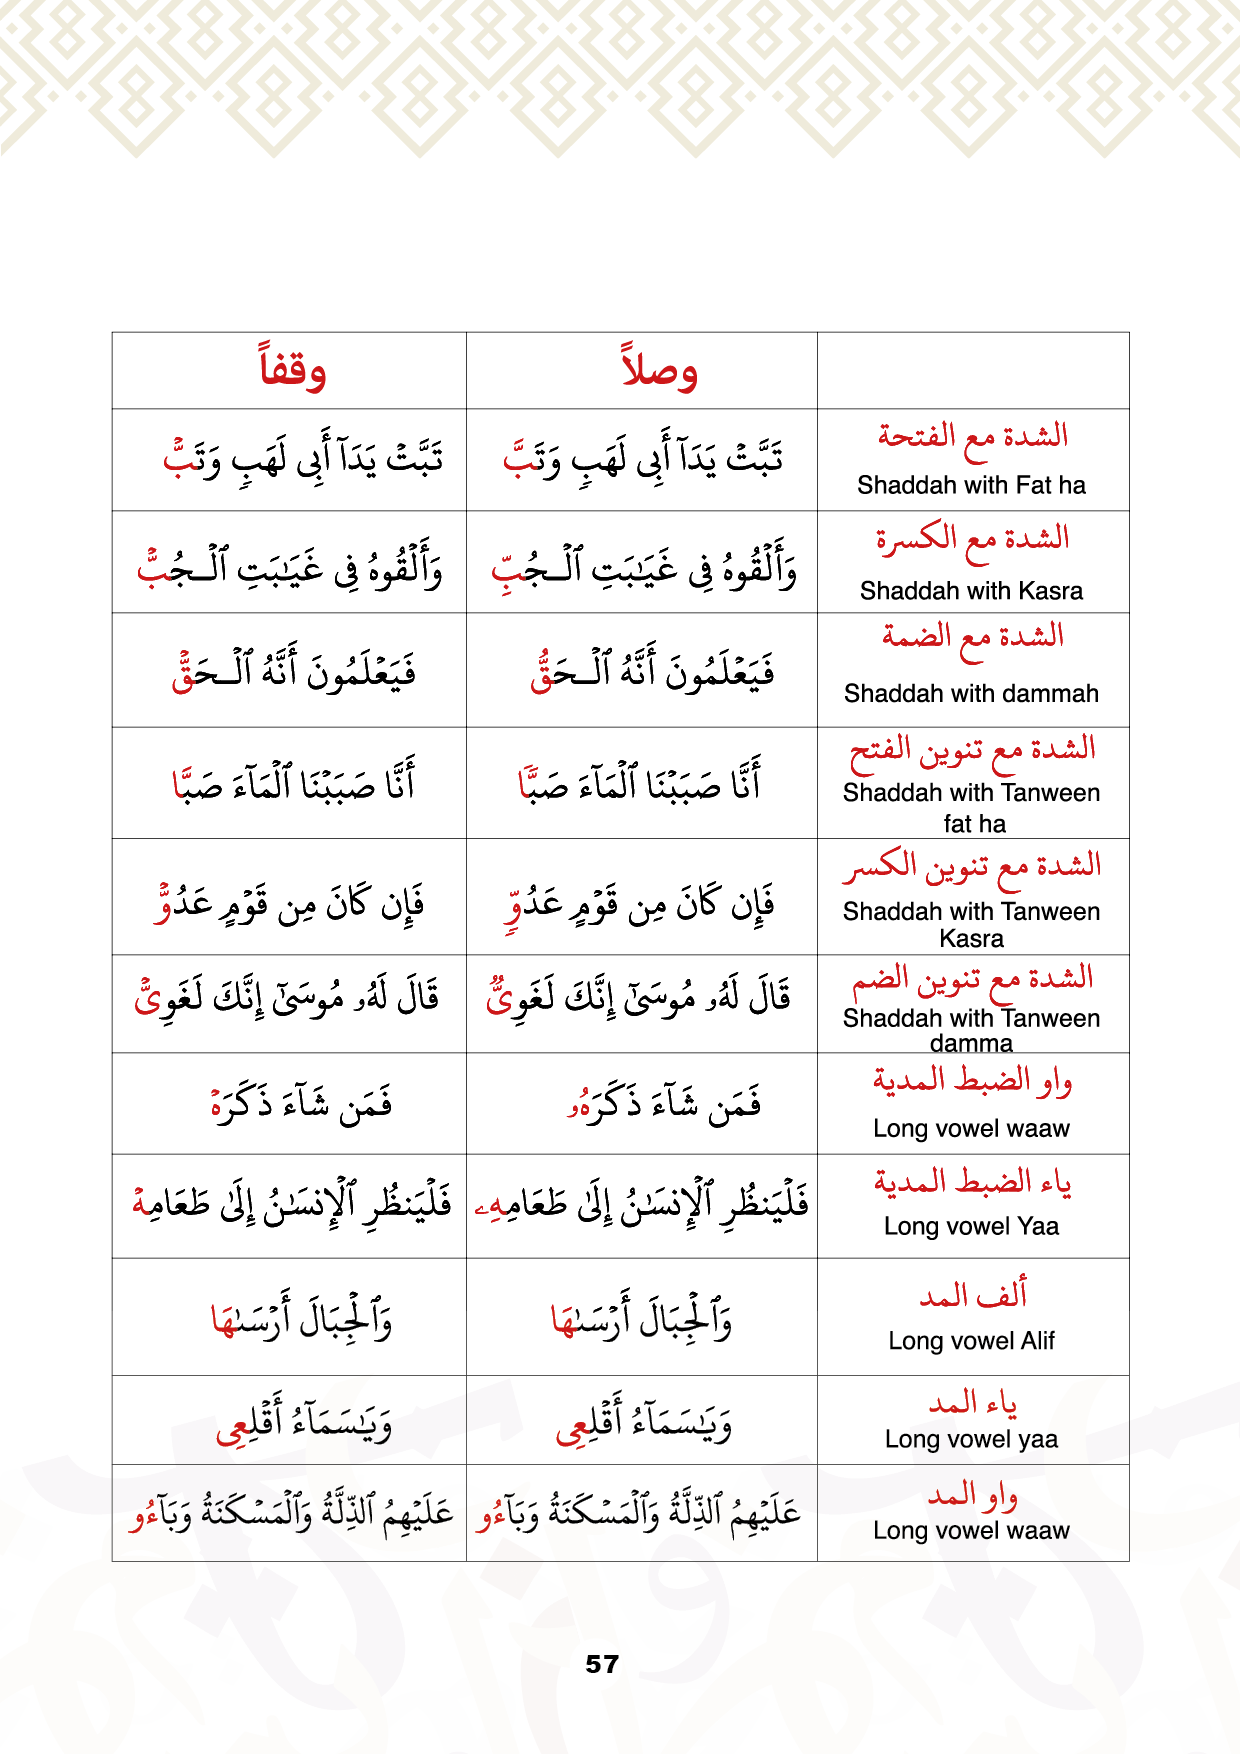 وصلاً
وقفاً
الشدة مع الفتحة
Shaddah with Fat ha
تَبَّتۡ يَدَآ أَبِي لَهَبٖ وَتَبَّ
تَبَّتۡ يَدَآ أَبِي لَهَبٖ وَتَبّۡ
الشدة مع الكسرة
Shaddah with Kasra
وَأَلۡقُوهُ فِي غَيَٰبَتِ ٱلۡـجُبِّ
وَأَلۡقُوهُ فِي غَيَٰبَتِ ٱلۡـجُبّۡ
الشدة مع الضمة
Shaddah with dammah
فَيَعۡلَمُونَ أَنَّهُ ٱلۡـحَقُّ
فَيَعۡلَمُونَ أَنَّهُ ٱلۡـحَقّۡ
الشدة مع تنوين الفتح
Shaddah with Tanween
fat ha
أَنَّا صَبَبۡنَا ٱلۡمَآءَ صَبّٗا
أَنَّا صَبَبۡنَا ٱلۡمَآءَ صَبَّا
الشدة مع تنوين الكسر
Shaddah with Tanween
Kasra
فَإِن كَانَ مِن قَوۡمٍ عَدُوّٖ
فَإِن كَانَ مِن قَوۡمٍ عَدُوّۡ
الشدة مع تنوين الضم
Shaddah with Tanween
damma
قَالَ لَهُۥ مُوسَىٰٓ إِنَّكَ لَغَوِيّٞ
قَالَ لَهُۥ مُوسَىٰٓ إِنَّكَ لَغَوِيّۡ
واو الضبط المدية
Long vowel waaw
فَمَن شَآءَ ذَكَرَهُۥ
فَمَن شَآءَ ذَكَرَهۡ
ياء الضبط المدية
Long vowel Yaa
فَلۡيَنظُرِ ٱلۡإِنسَٰنُ إِلَىٰ طَعَامِهِۦ
فَلۡيَنظُرِ ٱلۡإِنسَٰنُ إِلَىٰ طَعَامِهۡ
ألف المد
Long vowel Alif
وَٱلۡجِبَالَ أَرۡسَىٰهَا
وَٱلۡجِبَالَ أَرۡسَىٰهَا
ياء المد
Long vowel yaa
وَيَٰسَمَآءُ أَقۡلِعِي
وَيَٰسَمَآءُ أَقۡلِعِي
واو المد
Long vowel waaw
عَلَيۡهِمُ ٱلذِّلَّةُ وَٱلۡمَسۡكَنَةُ وَبَآءُو
عَلَيۡهِمُ ٱلذِّلَّةُ وَٱلۡمَسۡكَنَةُ وَبَآءُو
57